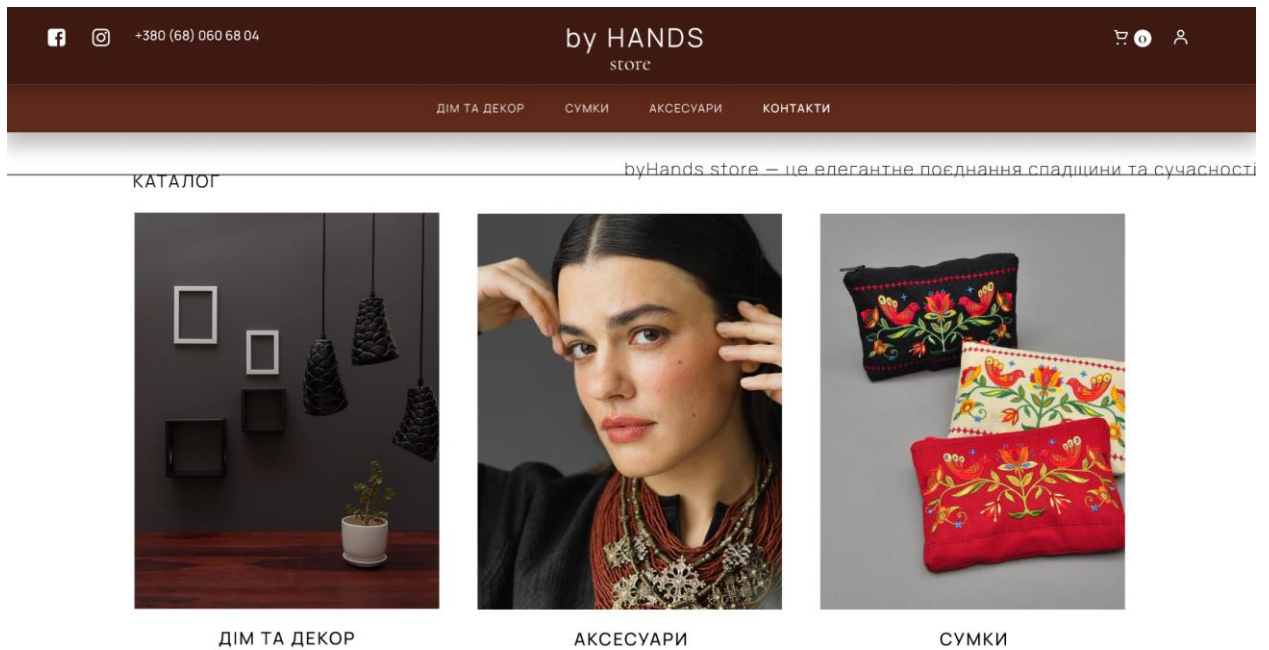 +380 (68) 060 68 04
by HANDS
store
0
ДІМ ТА ДЕКОР
СУМКИ
АКСЕСУАРИ
КОНТАКТИ
byHands store — це елегантне поєднання спадщини та сучасності
КАТАЛОГ
ДІМ ТА ДЕКОР
АКСЕСУАРИ
СУМКИ